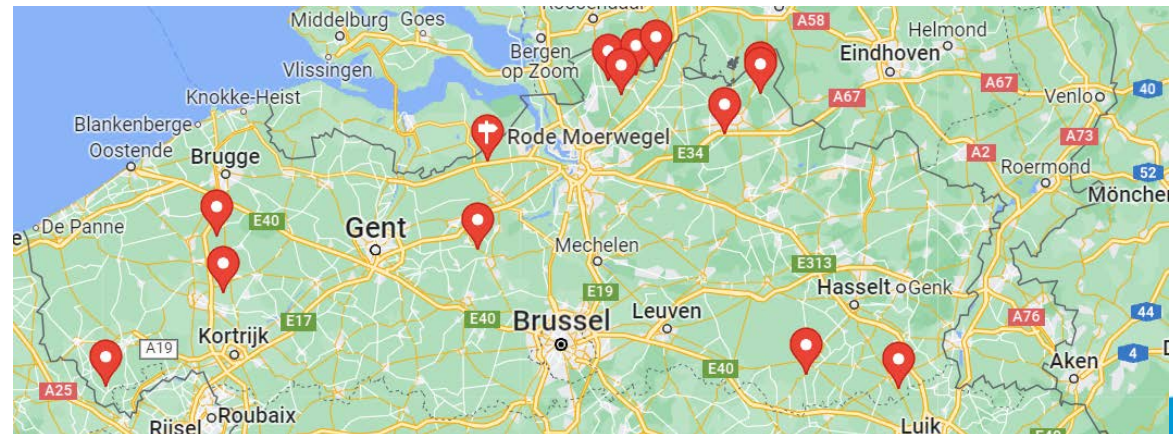 Roosendaal
Middelburg
Goes
A58
Helmond
Bergen
op Zoom
Eindhoven
Vlissingen
A67
A67
Venlo
40
Knokke-Heist
Blankenberge
Rode Moerwegel
A73
Oostende
Brugge
E34
A2
Roermond
52
Mönchen
De Panne
E40
Gent
Mechelen
E313
Hasselt
Genk
E19
Leuven
A76
44
E17
E40
Brussel
Kortrijk
A19
E40
Aken
4
A25
Roubaix
Rijsel
Luik
E40